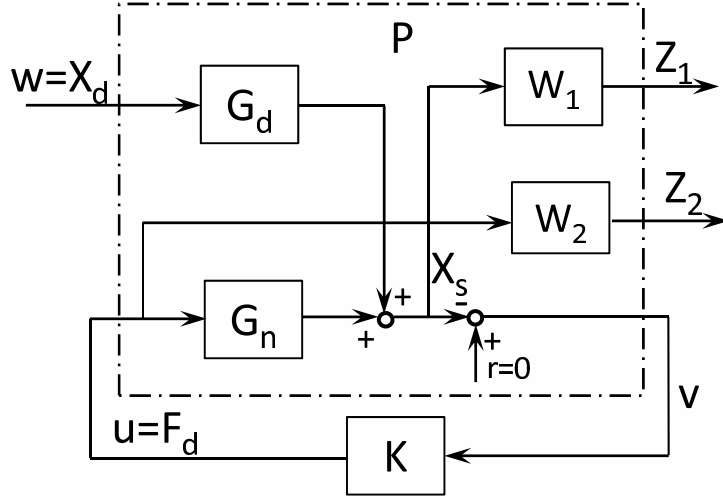 P
w=X_d
G_d
W_1
Z_1
W_2
Z_2
G_n
+
+
X_s
-
+
r=0
v
u=F_d
K